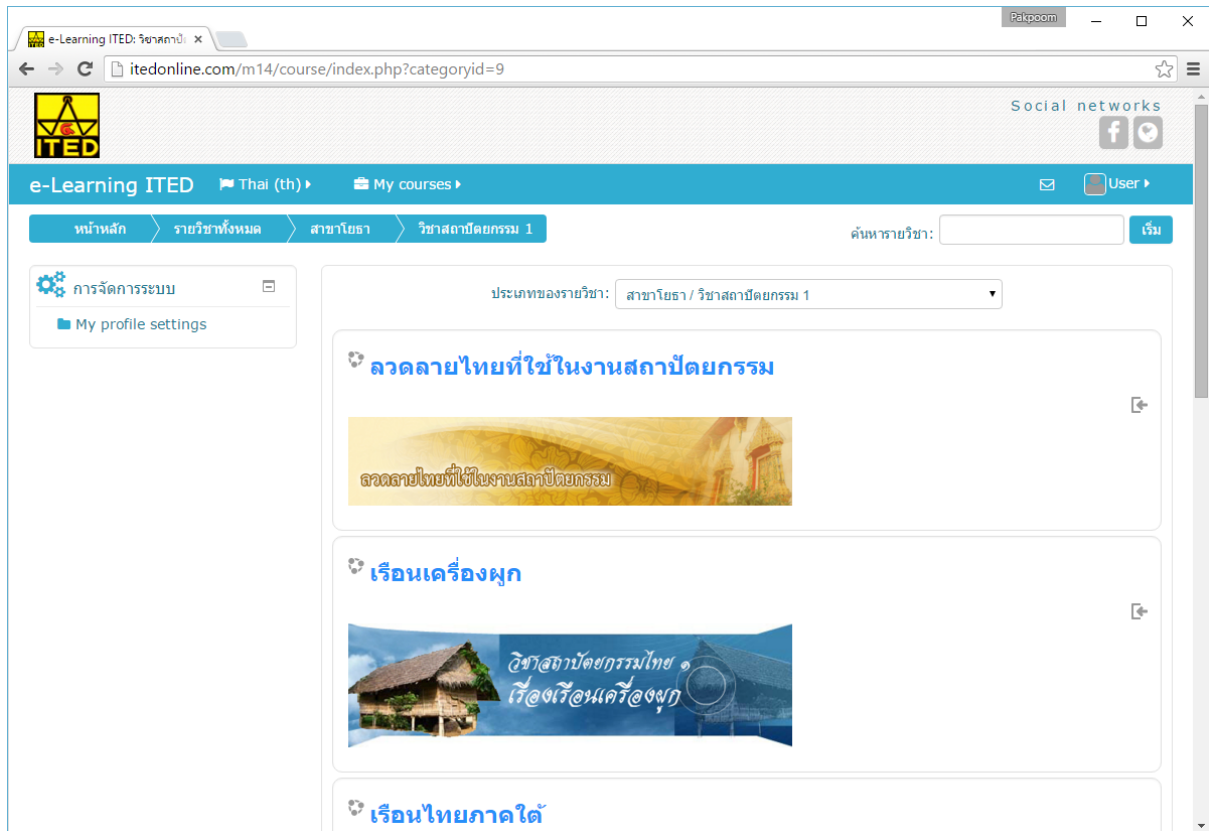 Pakpoom
e-Learning ITED: วิชาสถาปั
itedonline.com/m14/course/index.php?categoryid=9
ITED
Social networks
e-Learning ITED Thai (th) My courses User
หน้าหลัก รายวิชาทั้งหมด สาขาโยธา วิชาสถาปัตยกรรม 1
ค้นหารายวิชา: เริ่ม
การจัดการระบบ
My profile settings
ประเภทของรายวิชา: สาขาโยธา / วิชาสถาปัตยกรรม 1
ลวดลายไทยที่ใช้ในงานสถาปัตยกรรม
ลวดลายไทยที่ใช้ในงานสถาปัตยกรรม
เรือนเครื่องผูก
วิชาสถาปัตยกรรมไทย ๑
เรื่องเรือนเครื่องผูก
เรือนไทยภาคใต้